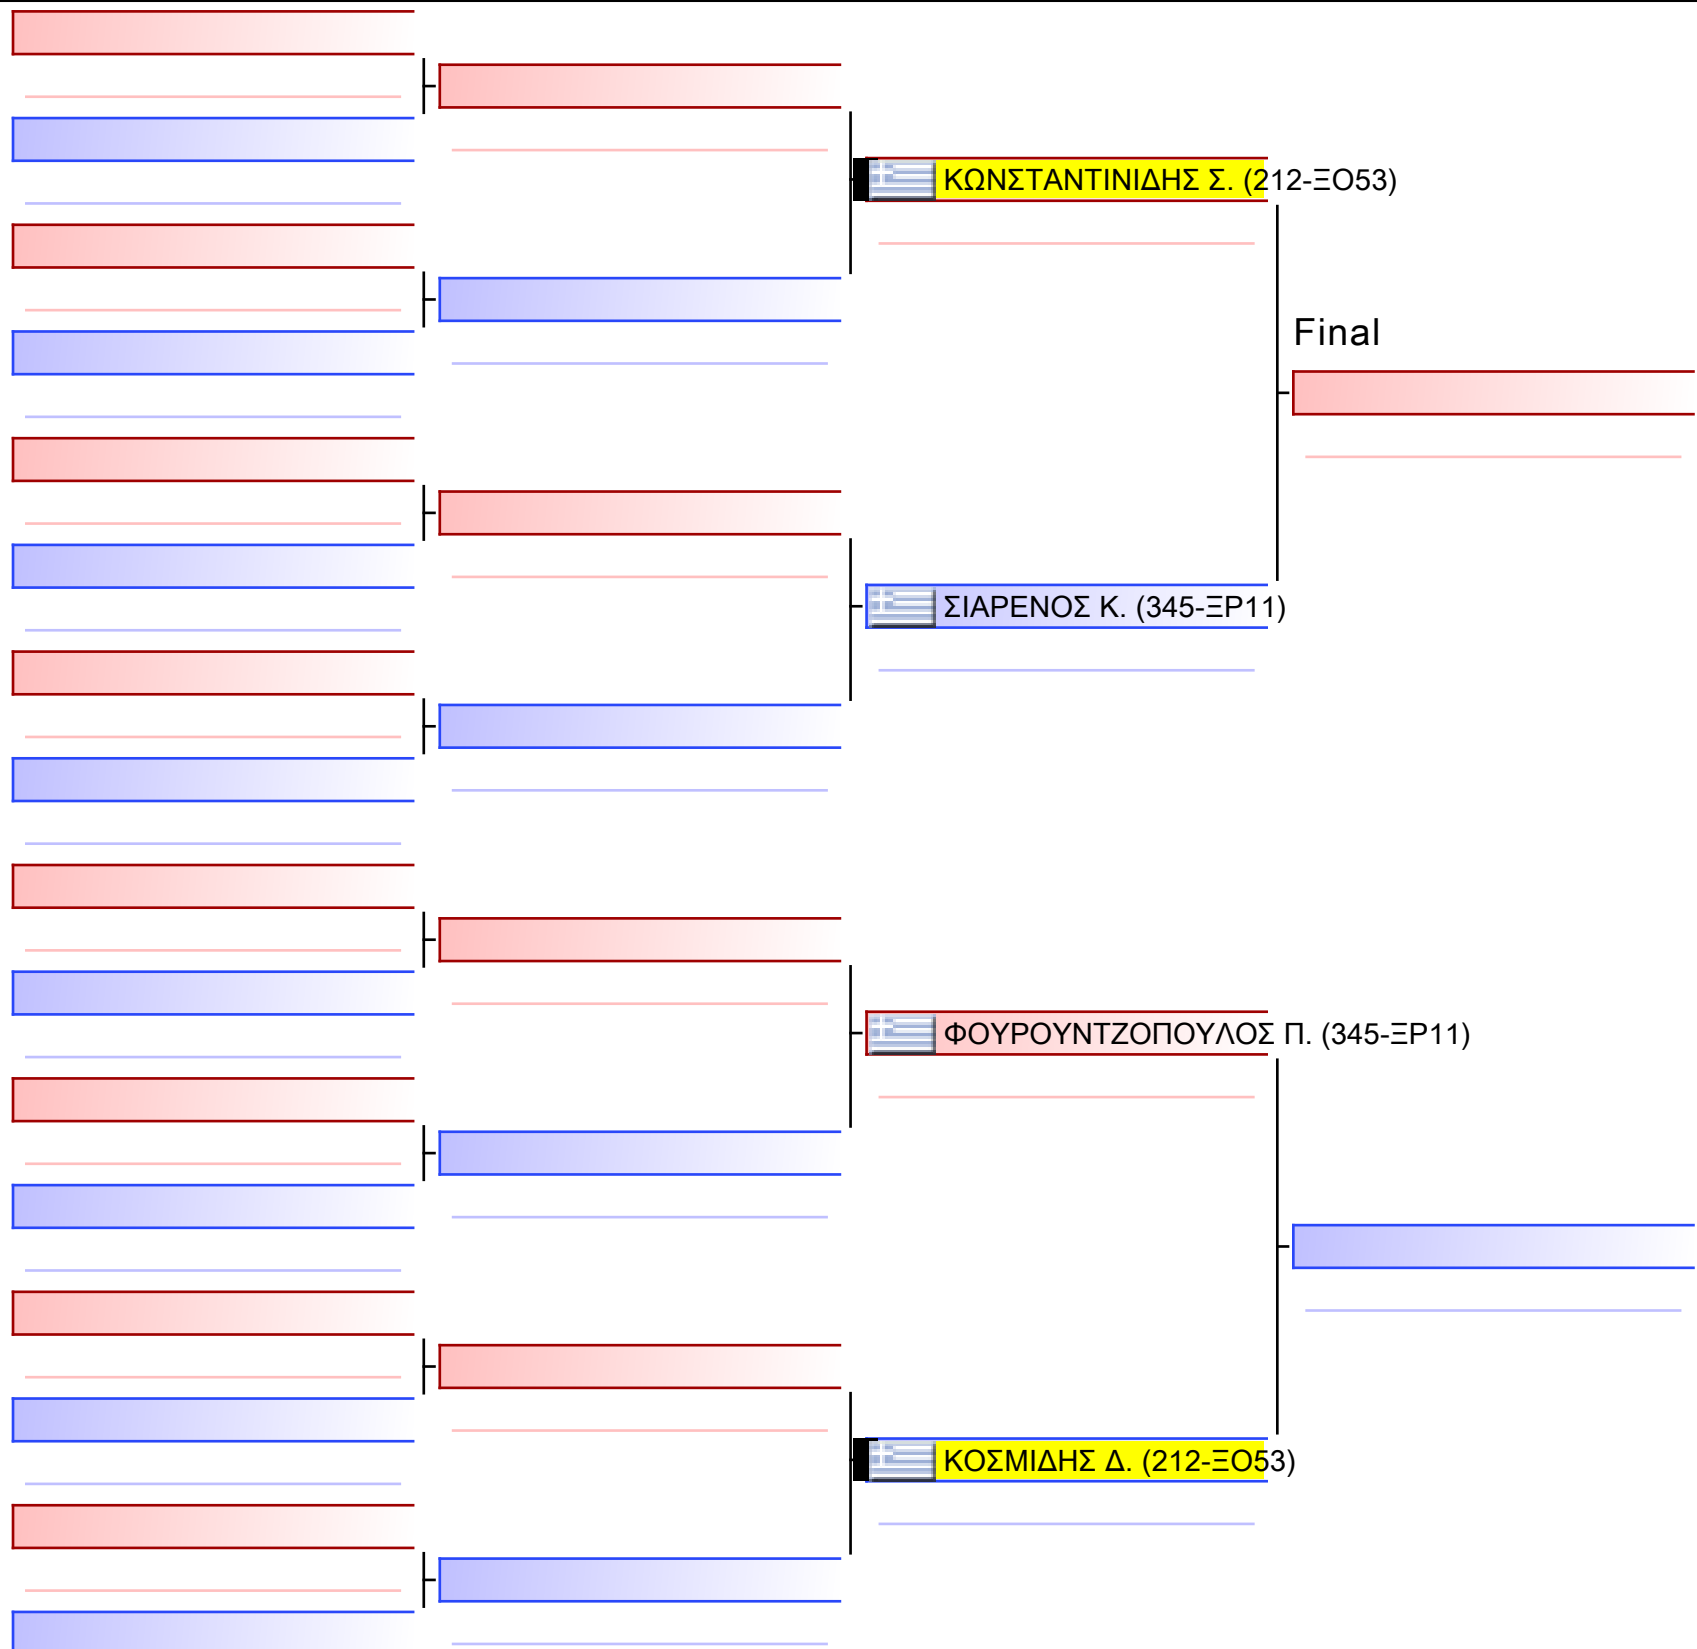 ΚΩΝΣΤΑΝΤΙΝΙΔΗΣ Σ. (212-ΞΟ53)
Final
ΣΙΑΡΕΝΟΣ Κ. (345-ΞΡ11)
ΦΟΥΡΟΥΝΤΖΟΠΟΥΛΟΣ Π. (345-ΞΡ11)
ΚΟΣΜΙΔΗΣ Δ. (212-ΞΟ53)